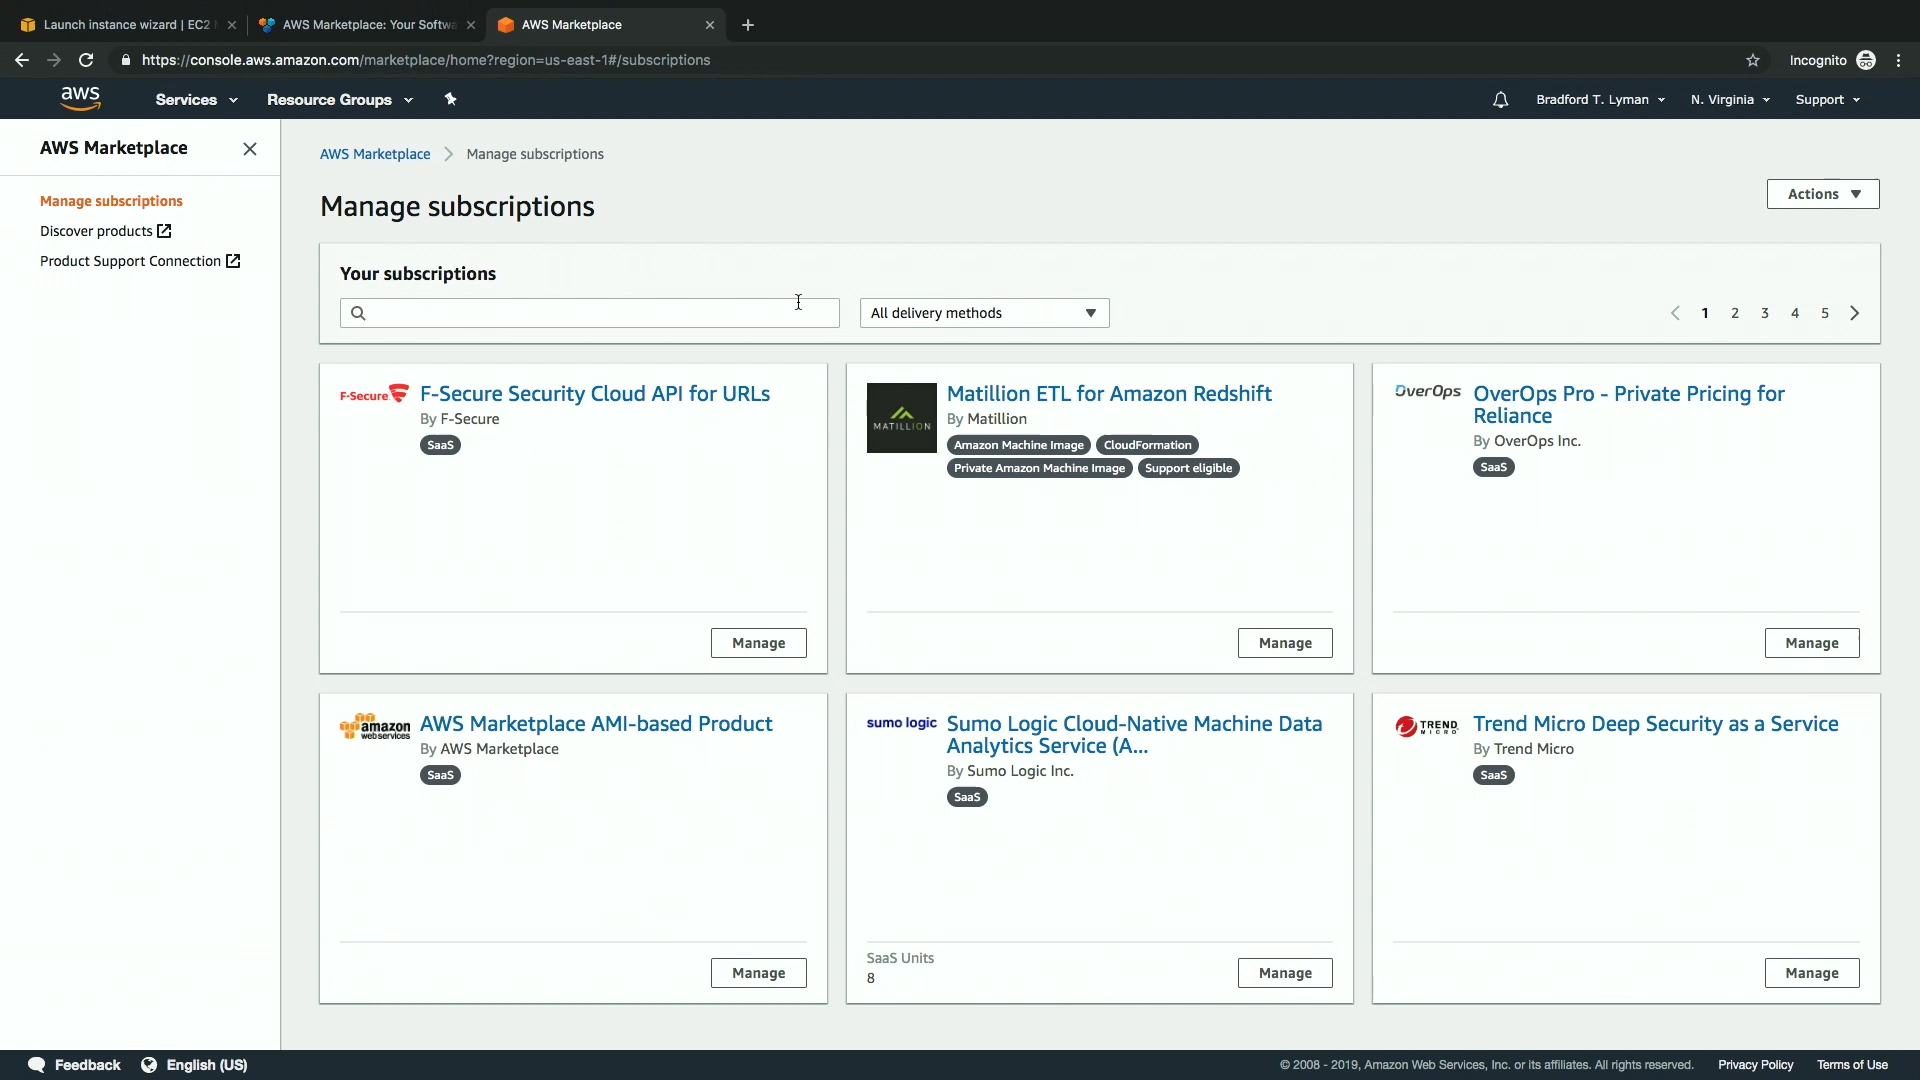 Launch instance wizard | EC2
AWS Marketplace: Your Softwa
AWS Marketplace
https://console.aws.amazon.com/marketplace/home?region=us-east-1#/subscriptions
Incognito
aws
Services
Resource Groups
Bradford T. Lyman
N. Virginia
Support
AWS Marketplace
Manage subscriptions
Discover products
Product Support Connection
AWS Marketplace > Manage subscriptions
Manage subscriptions
Actions
Your subscriptions
All delivery methods
1 2 3 4 5
F-Secure
F-Secure Security Cloud API for URLs
By F-Secure
SaaS
Manage
MATILLION
Matillion ETL for Amazon Redshift
By Matillion
Amazon Machine Image CloudFormation
Private Amazon Machine Image Support eligible
Manage
OverOps
OverOps Pro - Private Pricing for
Reliance
By OverOps Inc.
SaaS
Manage
amazon
webservices
AWS Marketplace AMI-based Product
By AWS Marketplace
SaaS
Manage
sumo logic
Sumo Logic Cloud-Native Machine Data
Analytics Service (A...
By Sumo Logic Inc.
SaaS
SaaS Units
8
Manage
TREND
MICRO
Trend Micro Deep Security as a Service
By Trend Micro
SaaS
Manage
Feedback
English (US)
© 2008 - 2019, Amazon Web Services, Inc. or its affiliates. All rights reserved.
Privacy Policy
Terms of Use